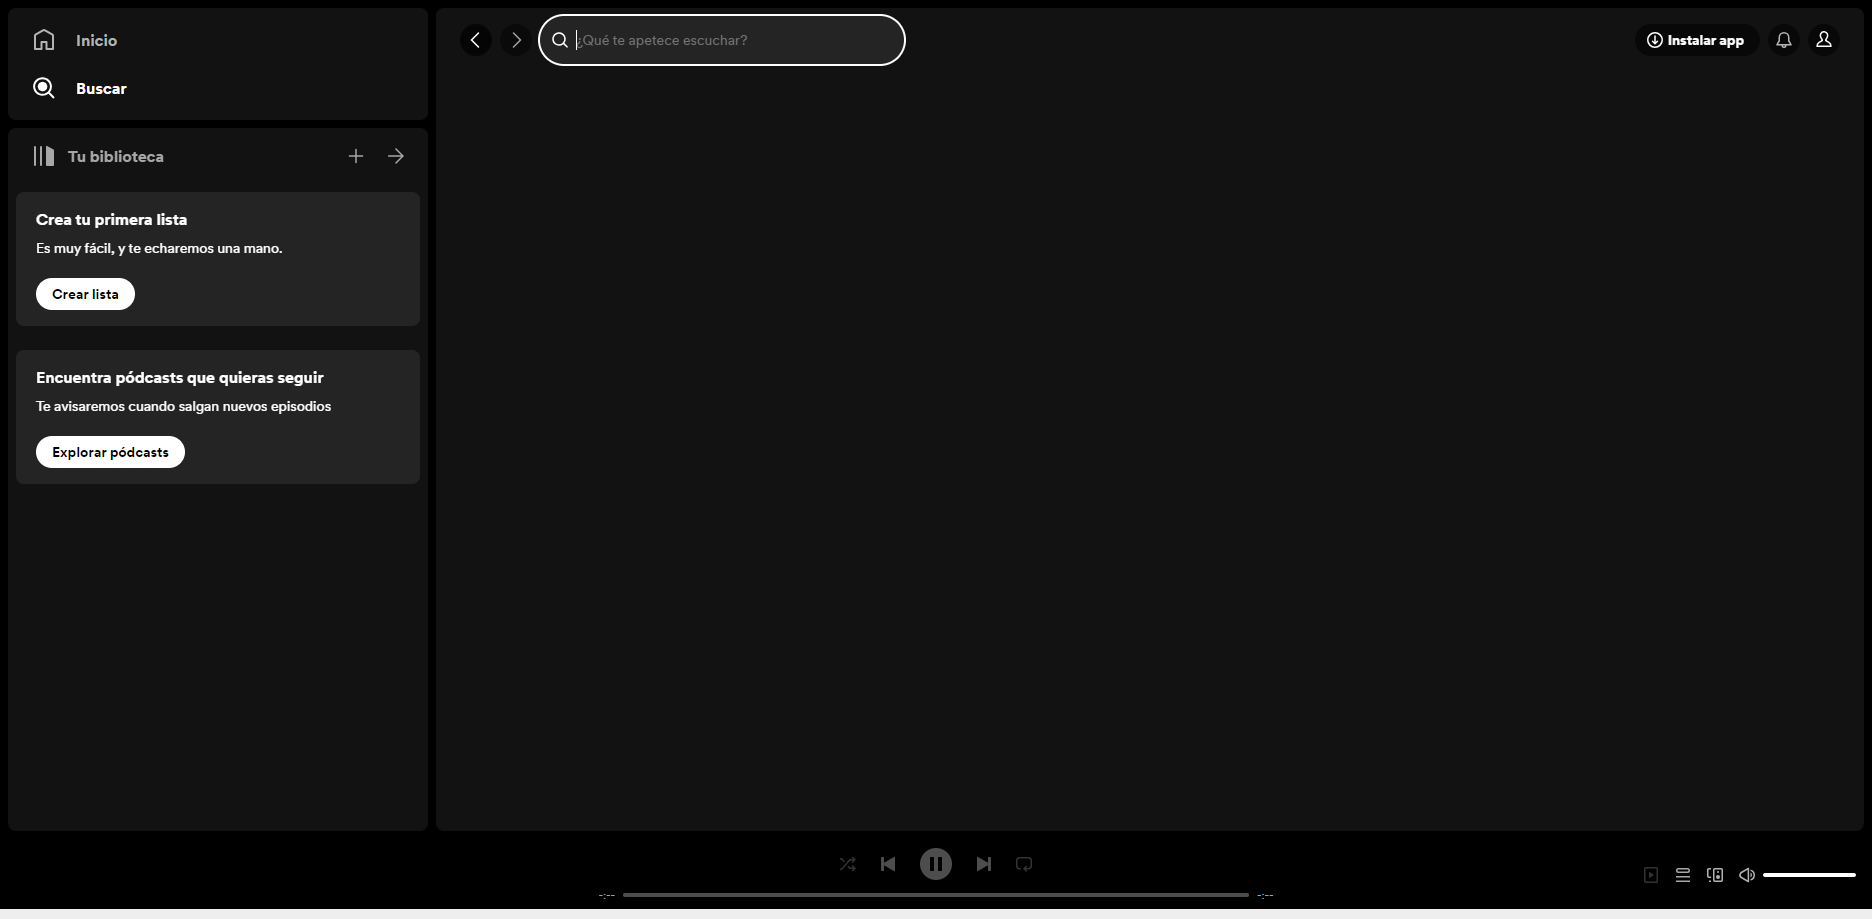 Inicio
Buscar
Tu biblioteca
Crea tu primera lista
Es muy fácil, y te echaremos una mano.
Crear lista
Encuentra pódcasts que quieras seguir
Te avisaremos cuando salgan nuevos episodios
Explorar pódcasts
¿Qué te apetece escuchar?
Instalar app
-:--
-:--